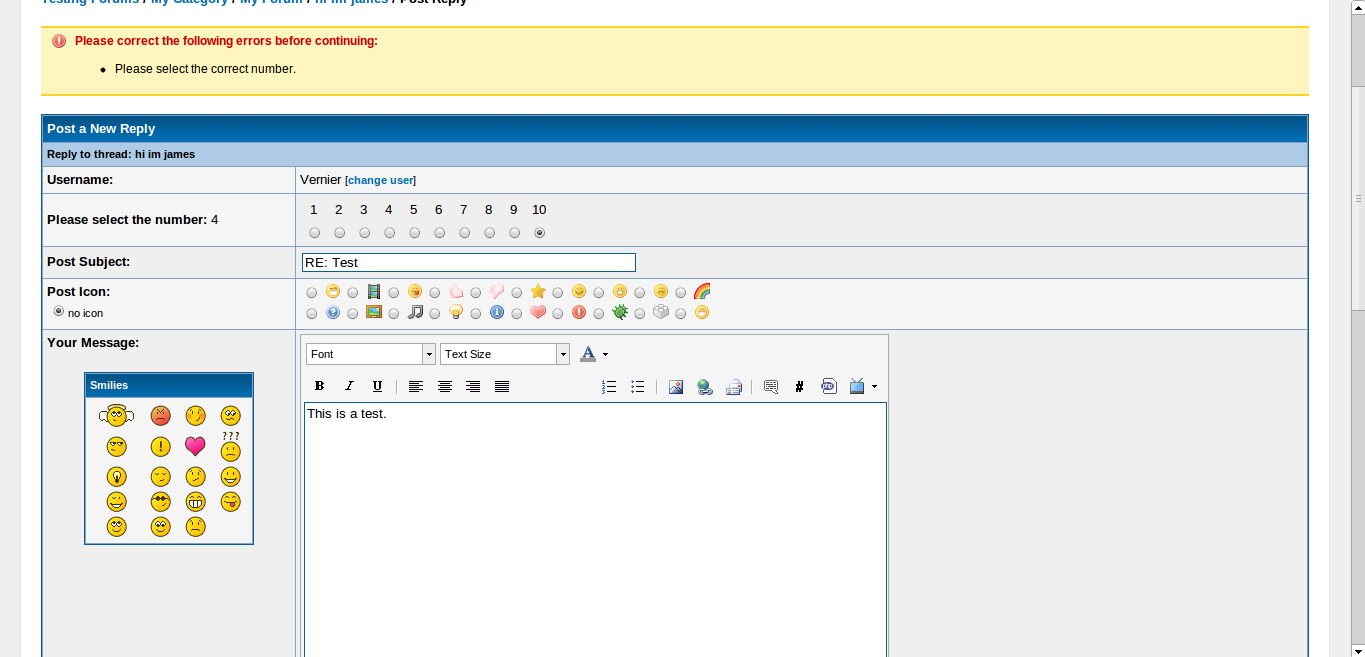 Testing Forums / My Category / My Forum / hi im james / Post Reply
Please correct the following errors before continuing:
Please select the correct number.
Post a New Reply
Reply to thread: hi im james
Username:
Vernier [change user]
Please select the number: 4
1 2 3 4 5 6 7 8 9 10
Post Subject:
RE: Test
Post Icon:
no icon
Your Message:
Smilies
???
Font
Text Size
A
B I U
#
php
This is a test.